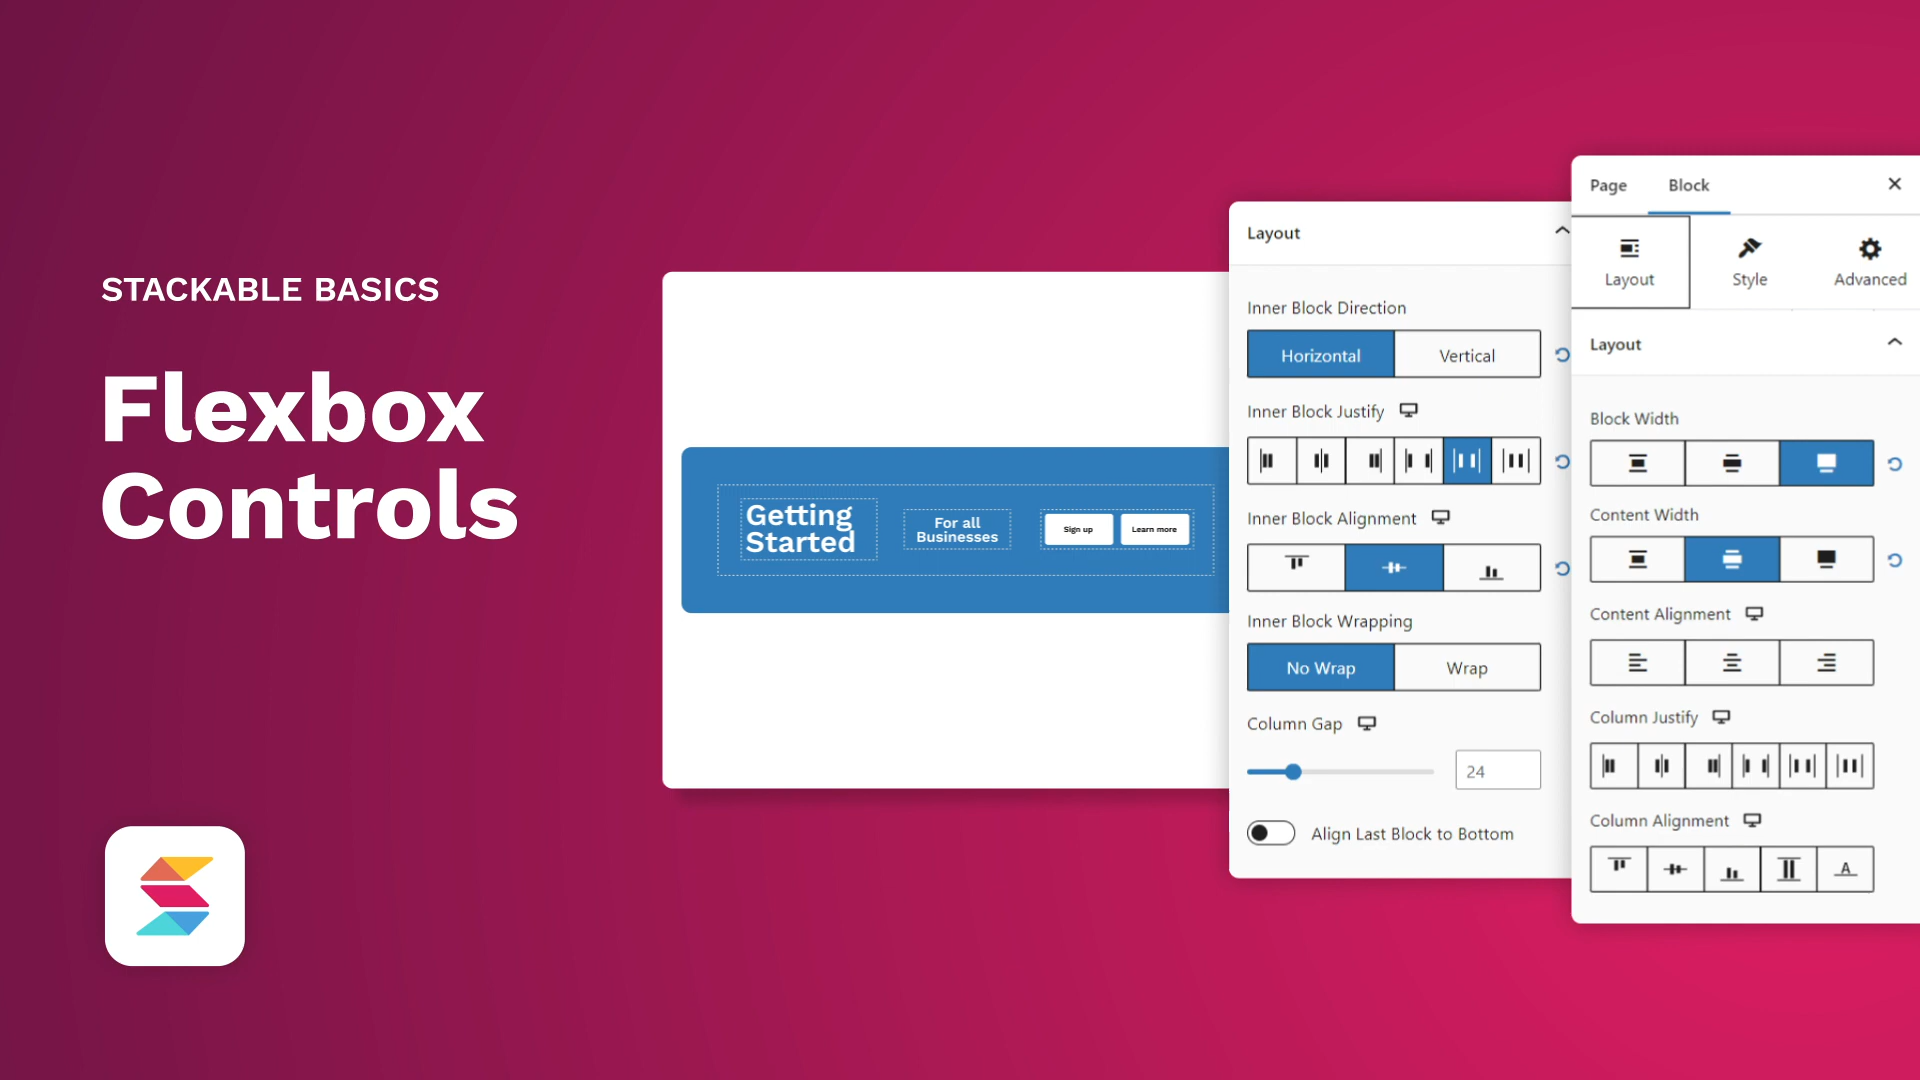 STACKABLE BASICS
Flexbox
Controls
Getting
Started
For all
Businesses
Sign up
Learn more
Layout
Inner Block Direction
Horizontal
Vertical
Inner Block Justify
Inner Block Alignment
Inner Block Wrapping
No Wrap
Wrap
Column Gap
24
Align Last Block to Bottom
Page
Block
Layout
Style
Advanced
Layout
Block Width
Content Width
Content Alignment
Column Justify
Column Alignment
A